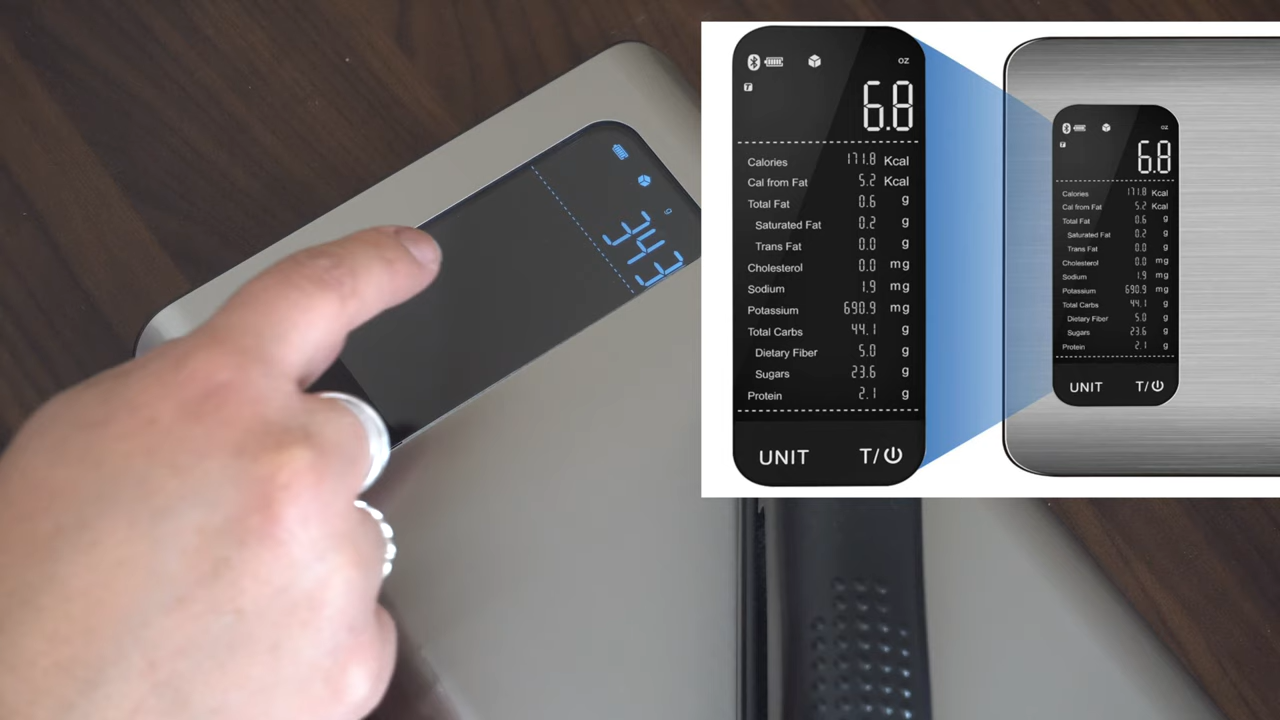 g
343
OZ
T
6.8
Calories 171.8 Kcal
Cal from Fat 5.2 Kcal
Total Fat 0.6 g
Saturated Fat 0.2 g
Trans Fat 0.0 g
Cholesterol 0.0 mg
Sodium 1.9 mg
Potassium 690.9 mg
Total Carbs 44.1 g
Dietary Fiber 5.0 g
Sugars 23.6 g
Protein 2.1 g
UNIT T/
OZ
T
6.8
Calories 171.8 Kcal
Cal from Fat 5.2 Kcal
Total Fat 0.6 g
Saturated Fat 0.2 g
Trans Fat 0.0 g
Cholesterol 0.0 mg
Sodium 1.9 mg
Potassium 690.9 mg
Total Carbs 44.1 g
Dietary Fiber 5.0 g
Sugars 23.6 g
Protein 2.1 g
UNIT T/